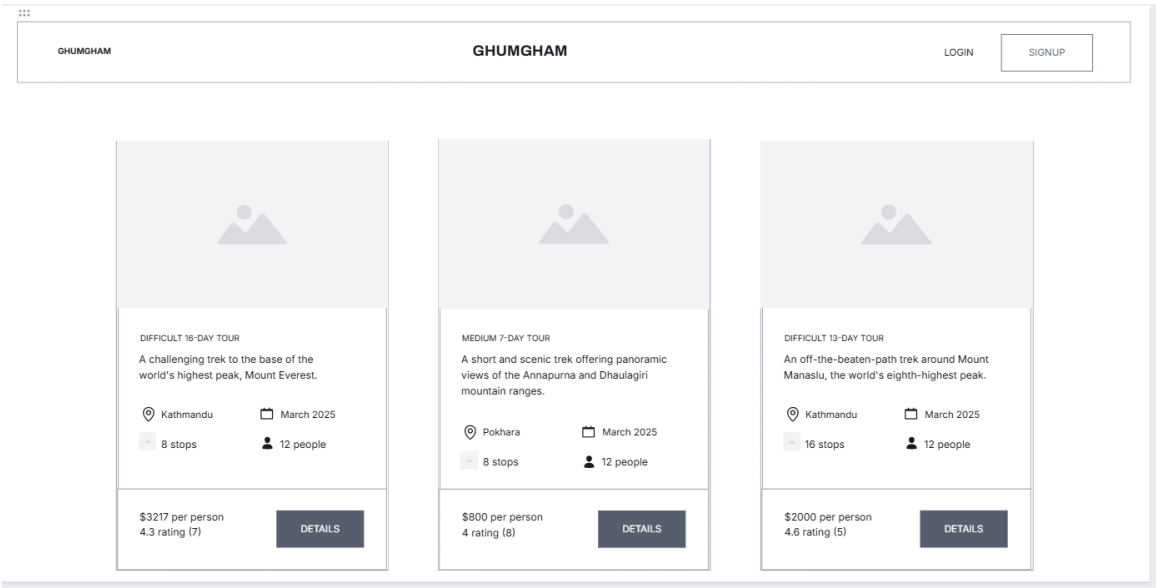 GHUMGHAM
GHUMGHAM
LOGIN
SIGNUP
DIFFICULT 16-DAY TOUR
A challenging trek to the base of the
world's highest peak, Mount Everest.
Kathmandu
March 2025
8 stops
12 people
$3217 per person
4.3 rating (7)
DETAILS
MEDIUM 7-DAY TOUR
A short and scenic trek offering panoramic
views of the Annapurna and Dhaulagiri
mountain ranges.
Pokhara
March 2025
8 stops
12 people
$800 per person
4 rating (8)
DETAILS
DIFFICULT 13-DAY TOUR
An off-the-beaten-path trek around Mount
Manaslu, the world's eighth-highest peak.
Kathmandu
March 2025
16 stops
12 people
$2000 per person
4.6 rating (5)
DETAILS